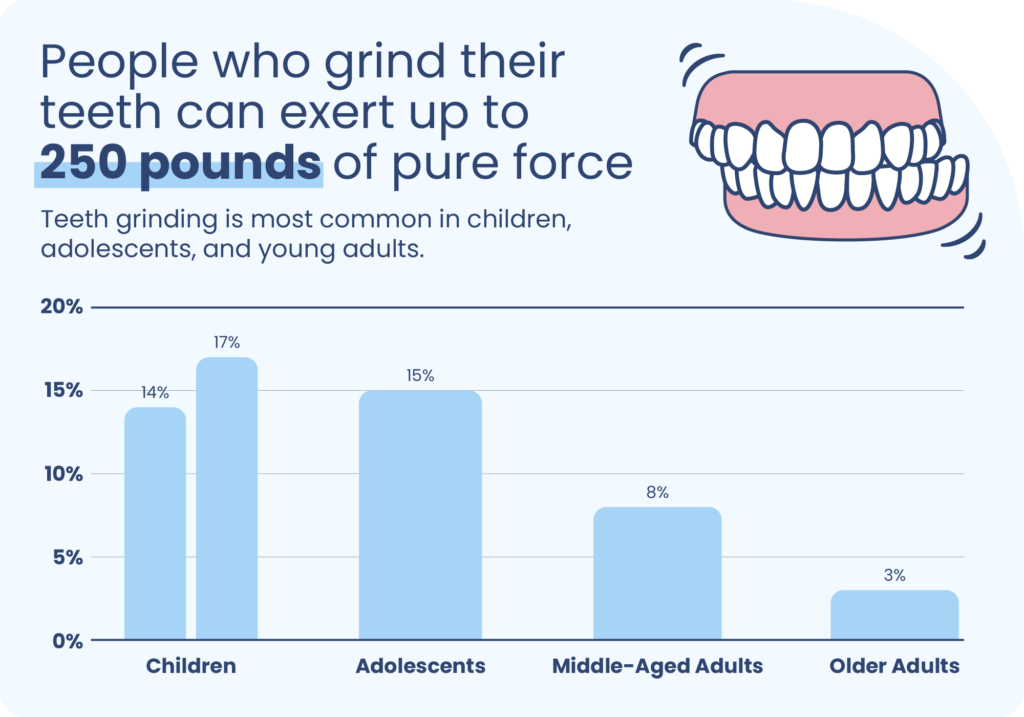 People who grind their
teeth can exert up to
250 pounds of pure force
Teeth grinding is most common in children,
adolescents, and young adults.
20%
17%
15%
14%
15%
10%
8%
5%
3%
0%
Children Adolescents Middle-Aged Adults Older Adults